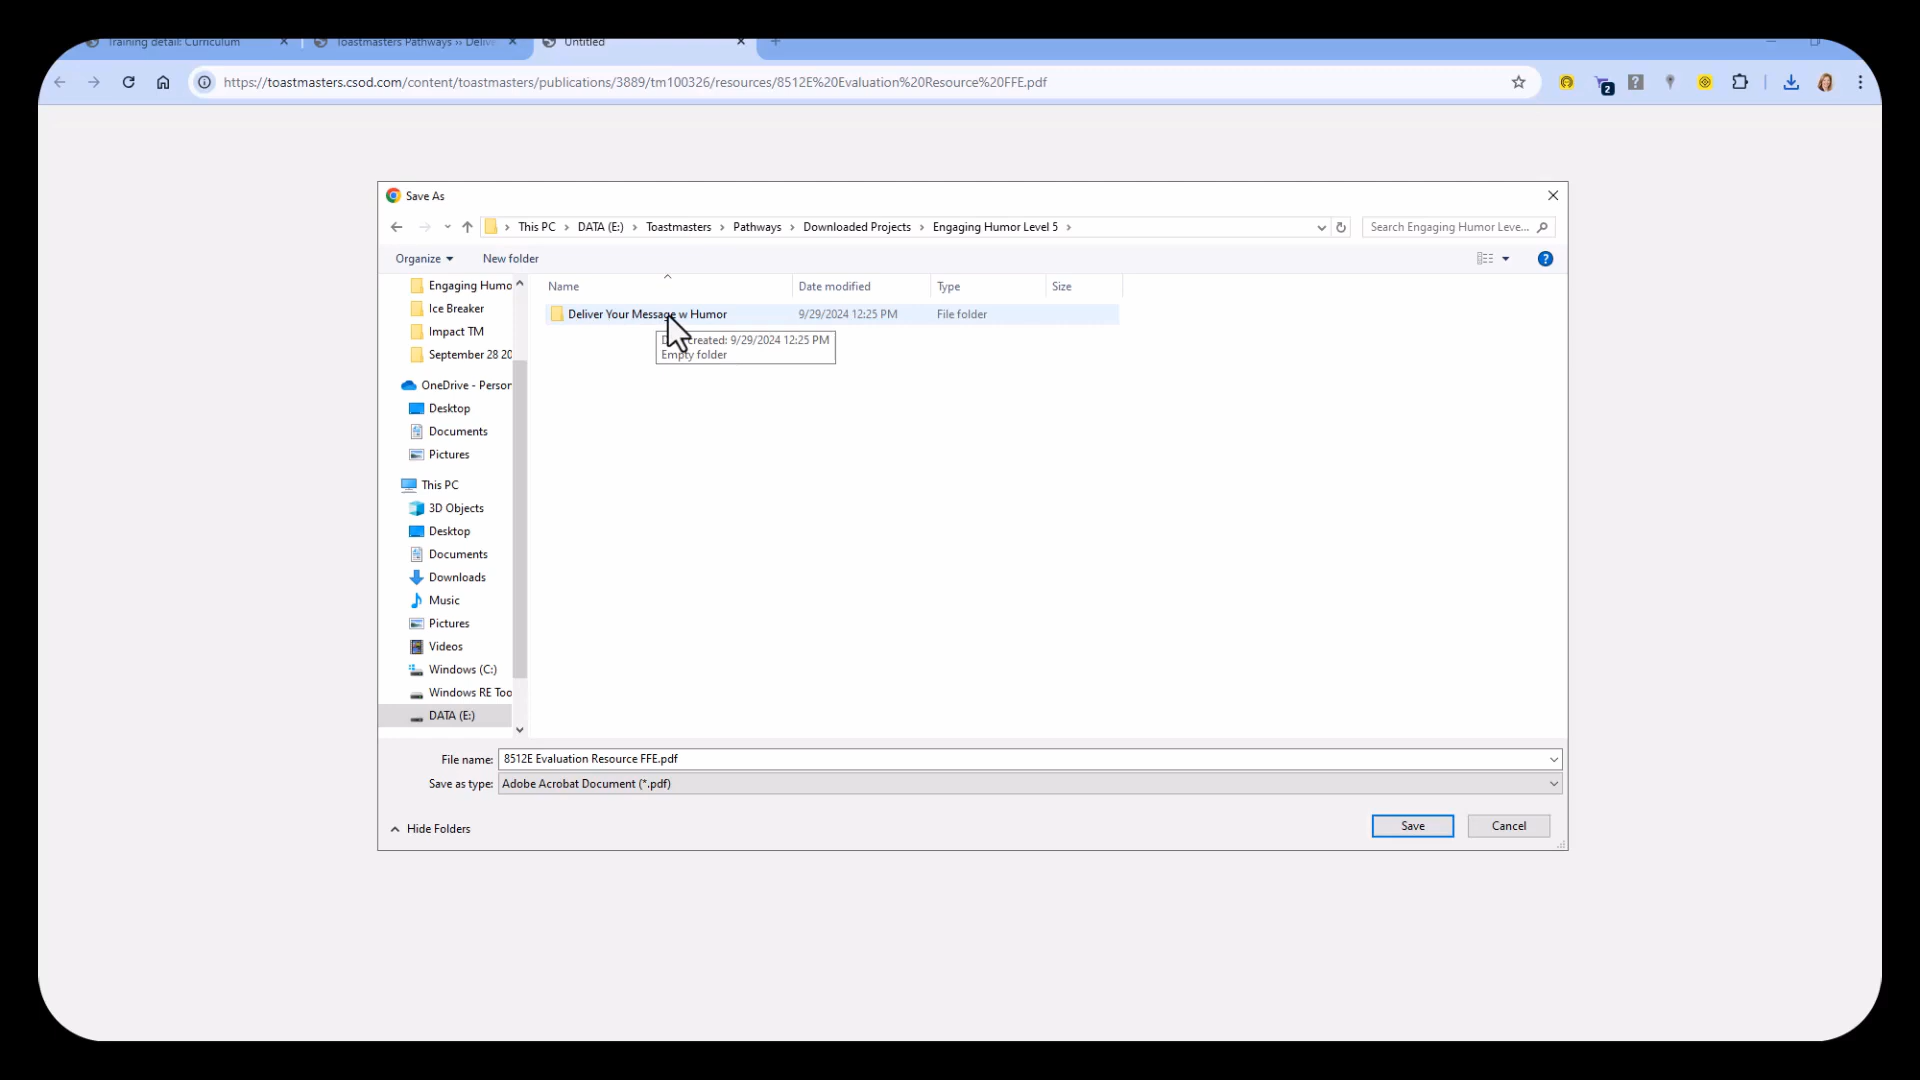 Training detail: Curriculum
Toastmasters Pathways ›› Delive
Untitled
https://toastmasters.csod.com/content/toastmasters/publications/3889/tm100326/resources/8512E%20Evaluation%20Resource%20FFE.pdf
2
Save As
This PC > DATA (E:) > Toastmasters > Pathways > Downloaded Projects > Engaging Humor Level 5 >
Search Engaging Humor Leve...
Organize
New folder
Name
Date modified
Type
Size
Deliver Your Message w Humor
9/29/2024 12:25 PM
File folder
created: 9/29/2024 12:25 PM
Empty folder
Engaging Humo
Ice Breaker
Impact TM
September 28 20
OneDrive - Person
Desktop
Documents
Pictures
This PC
3D Objects
Desktop
Documents
Downloads
Music
Pictures
Videos
Windows (C:)
Windows RE Too
DATA (E:)
File name: 8512E Evaluation Resource FFE.pdf
Save as type: Adobe Acrobat Document (*.pdf)
Hide Folders
Save
Cancel